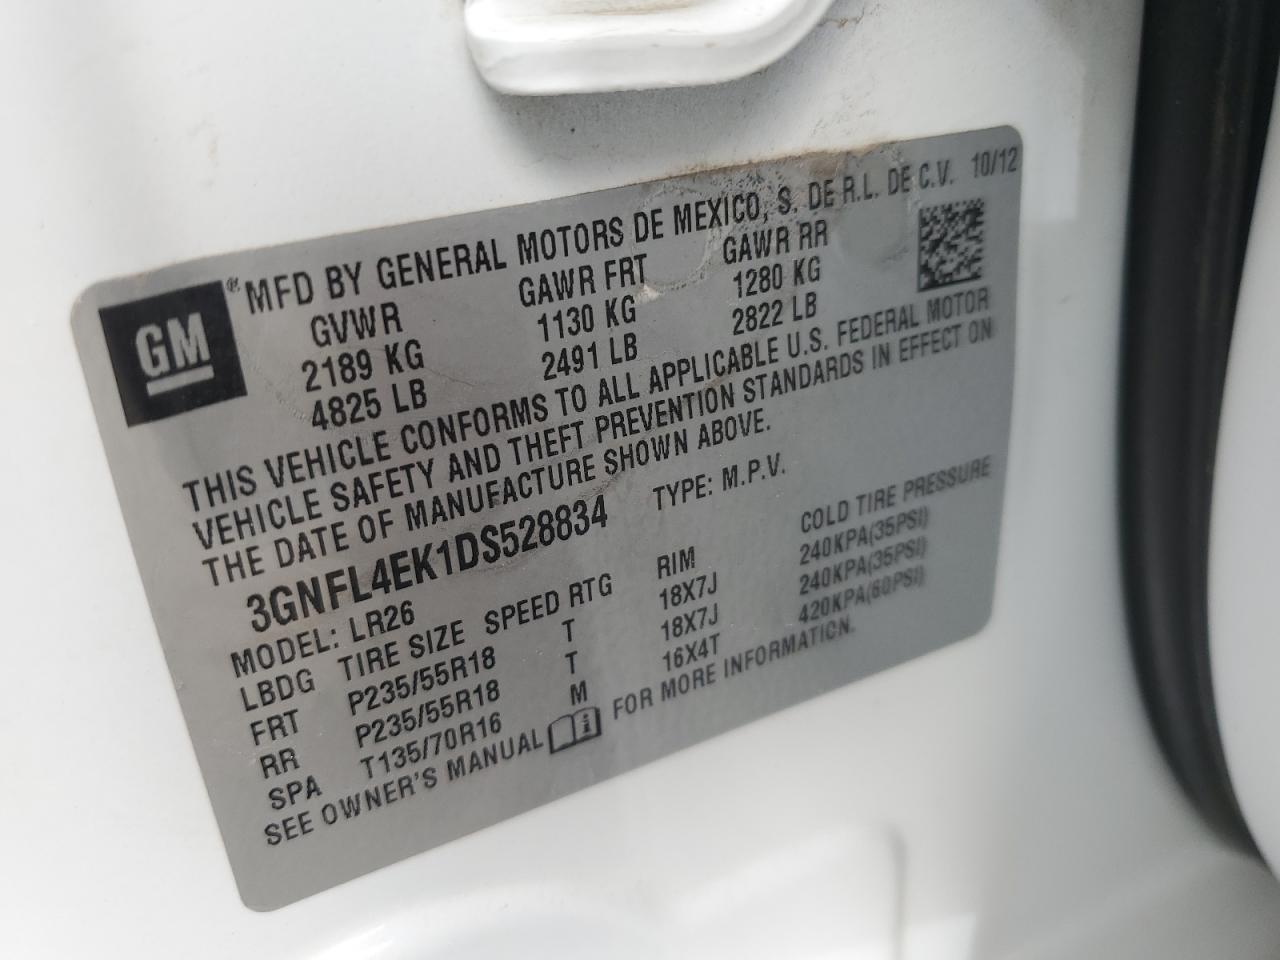 GM ® MFD BY GENERAL MOTORS DE MEXICO, S. DE R.L. DE C.V. 10/12
GVWR GAWR FRT GAWR RR
2189 KG 1130 KG 1280 KG
4825 LB 2491 LB 2822 LB
THIS VEHICLE CONFORMS TO ALL APPLICABLE U.S. FEDERAL MOTOR
VEHICLE SAFETY AND THEFT PREVENTION STANDARDS IN EFFECT ON
THE DATE OF MANUFACTURE SHOWN ABOVE.
3GNFL4EK1DS528834 TYPE: M.P.V.
MODEL: LR26
LBDG TIRE SIZE SPEED RTG RIM COLD TIRE PRESSURE
FRT P235/55R18 T 18X7J 240KPA(35PSI)
RR P235/55R18 T 18X7J 240KPA(35PSI)
SPA T135/70R16 M 16X4T 420KPA(60PSI)
SEE OWNER'S MANUAL FOR MORE INFORMATION.